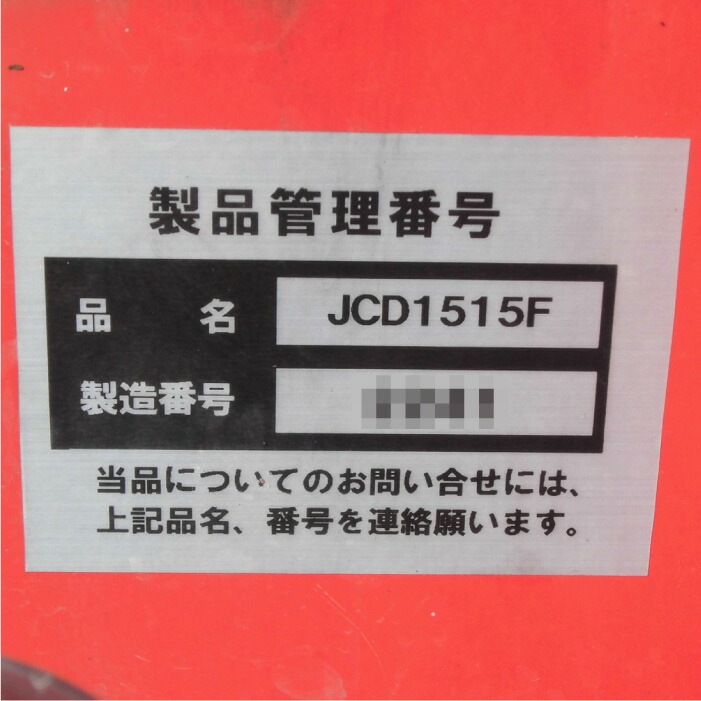 製品管理番号
品名 JCD1515F
製造番号
当品についてのお問い合せには、
上記品名、番号を連絡願います。